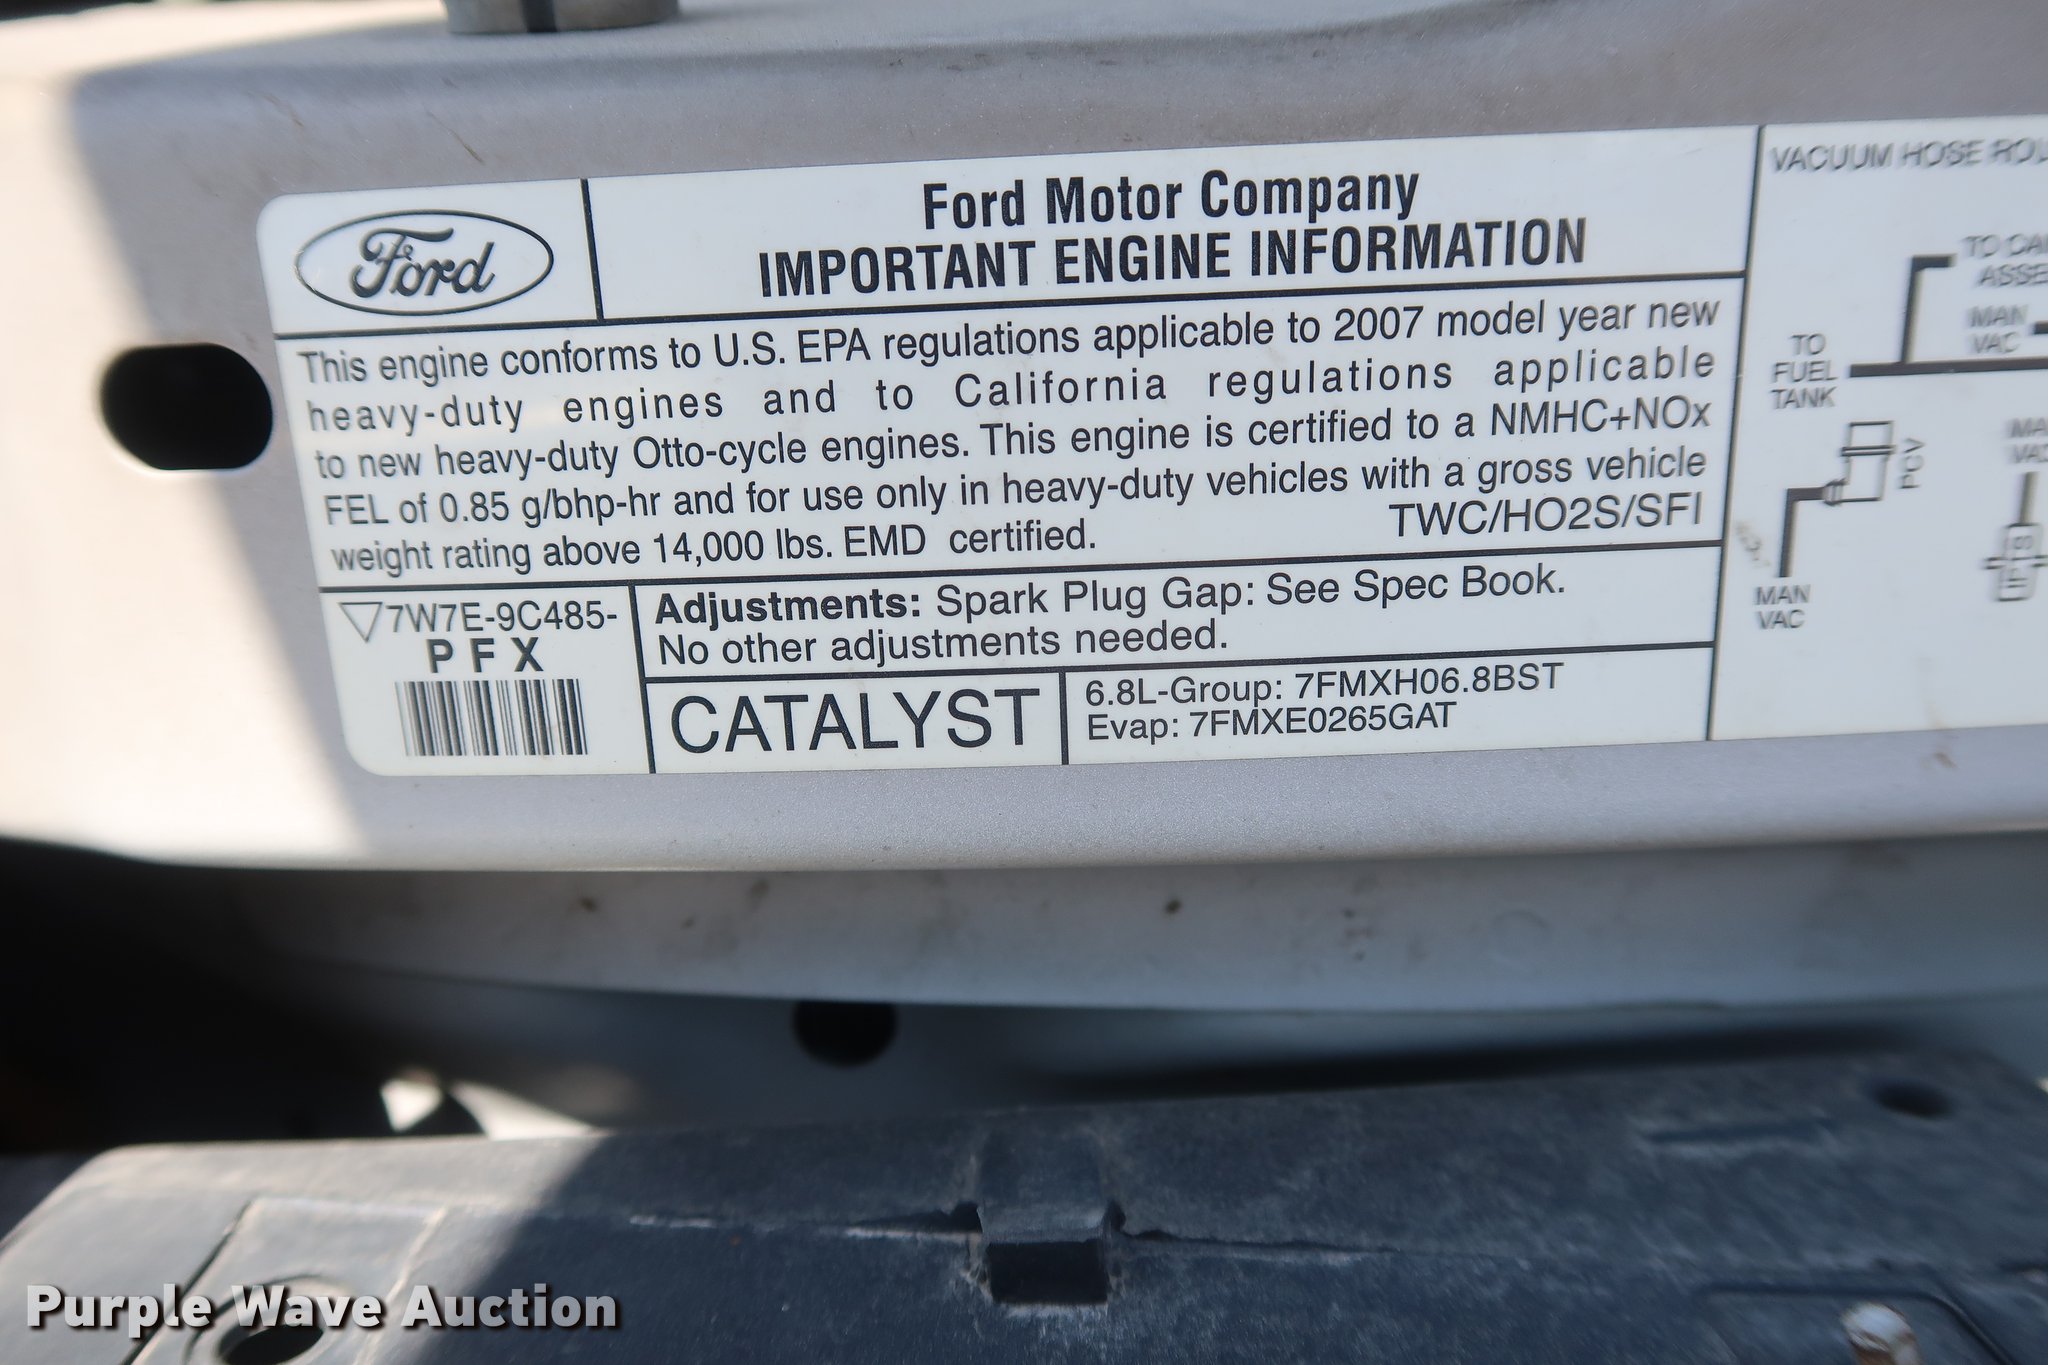 Ford
Ford Motor Company
IMPORTANT ENGINE INFORMATION
This engine conforms to U.S. EPA regulations applicable to 2007 model year new
heavy-duty engines and to California regulations applicable
to new heavy-duty Otto-cycle engines. This engine is certified to a NMHC+NOx
FEL of 0.85 g/bhp-hr and for use only in heavy-duty vehicles with a gross vehicle
weight rating above 14,000 lbs. EMD certified.
TWC/HO2S/SFI
7W7E-9C485-
PFX
Adjustments: Spark Plug Gap: See Spec Book.
No other adjustments needed.
CATALYST
6.8L-Group: 7FMXH06.8BST
Evap: 7FMXE0265GAT
VACUUM HOSE
TO
MAN
VAC
TO
FUEL
TANK
PCV
MAN
VAC
Purple Wave Auction